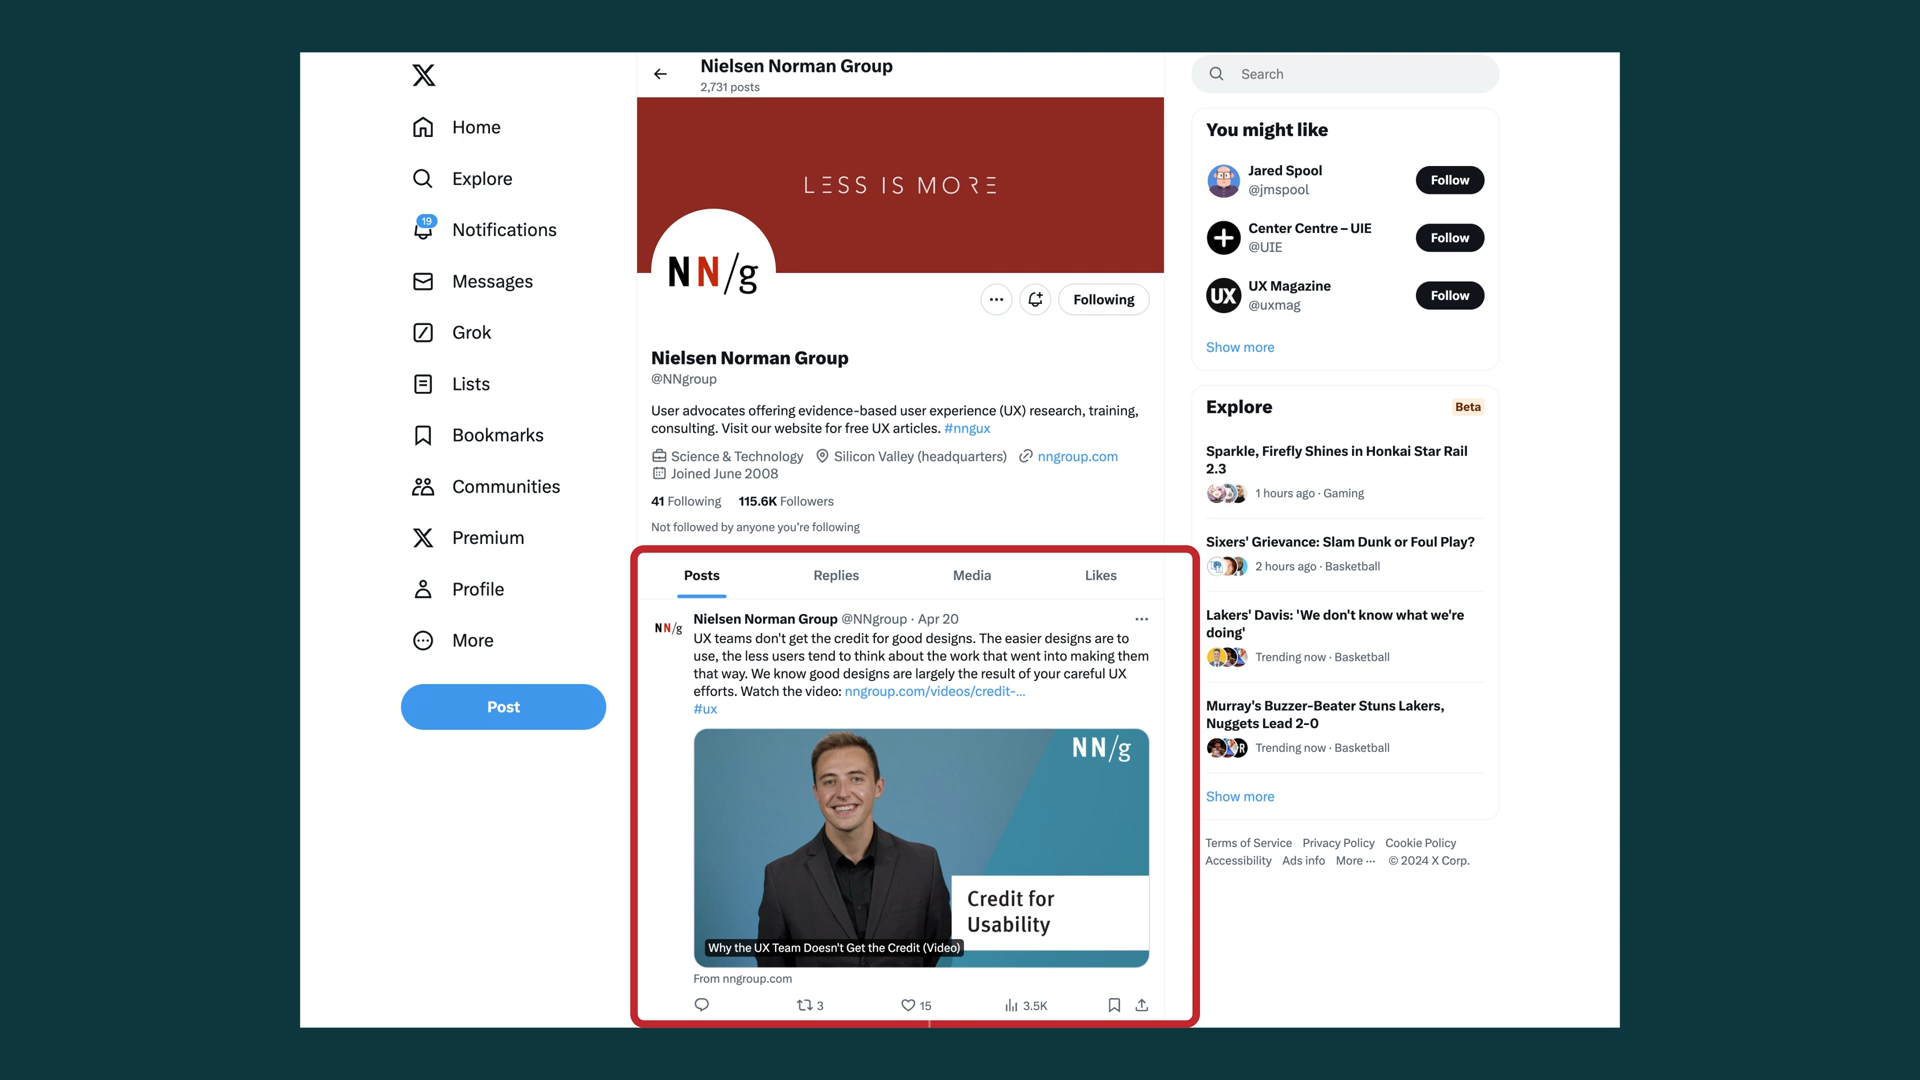 Home
Explore
19
Notifications
Messages
Grok
Lists
Bookmarks
Communities
Premium
Profile
More
Post
Nielsen Norman Group
2,731 posts
LESS IS MORE
NN/g
Following
Nielsen Norman Group
@NNgroup
User advocates offering evidence-based user experience (UX) research, training,
consulting. Visit our website for free UX articles. #nngux
Science & Technology Silicon Valley (headquarters) nngroup.com
Joined June 2008
41 Following 115.6K Followers
Not followed by anyone you're following
Posts Replies Media Likes
NN/g
Nielsen Norman Group @NNgroup · Apr 20
UX teams don't get the credit for good designs. The easier designs are to
use, the less users tend to think about the work that went into making them
that way. We know good designs are largely the result of your careful UX
efforts. Watch the video: nngroup.com/videos/credit-...
#ux
NN/g
Credit for
Usability
Why the UX Team Doesn't Get the Credit (Video)
From nngroup.com
3 15 3.5K
Search
You might like
Jared Spool
@jmspool
Follow
Center Centre – UIE
@UIE
Follow
UX
UX Magazine
@uxmag
Follow
Show more
Explore Beta
Sparkle, Firefly Shines in Honkai Star Rail
2.3
1 hours ago · Gaming
Sixers' Grievance: Slam Dunk or Foul Play?
2 hours ago · Basketball
Lakers' Davis: 'We don't know what we're
doing'
Trending now · Basketball
Murray's Buzzer-Beater Stuns Lakers,
Nuggets Lead 2-0
Trending now · Basketball
Show more
Terms of Service Privacy Policy Cookie Policy
Accessibility Ads info More ··· © 2024 X Corp.